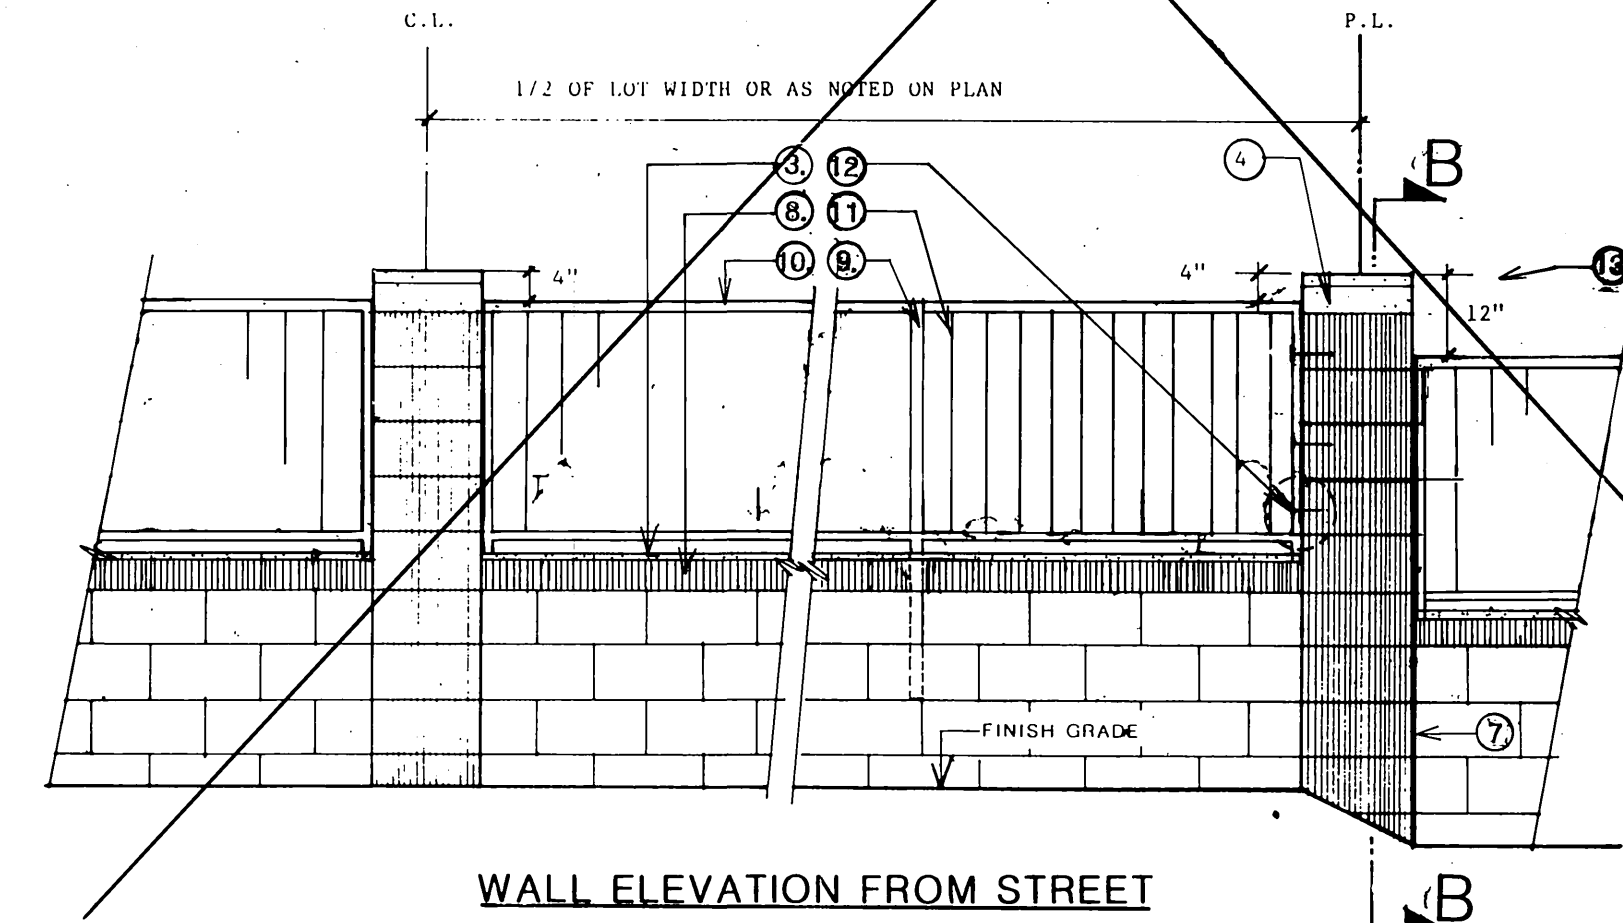 C.L.
P.L.
1/2 OF LOT WIDTH OR AS NOTED ON PLAN
3. 12
4
B
8. 11
10. 9.
13
4"
4"
12"
FINISH GRADE
7
WALL ELEVATION FROM STREET
B